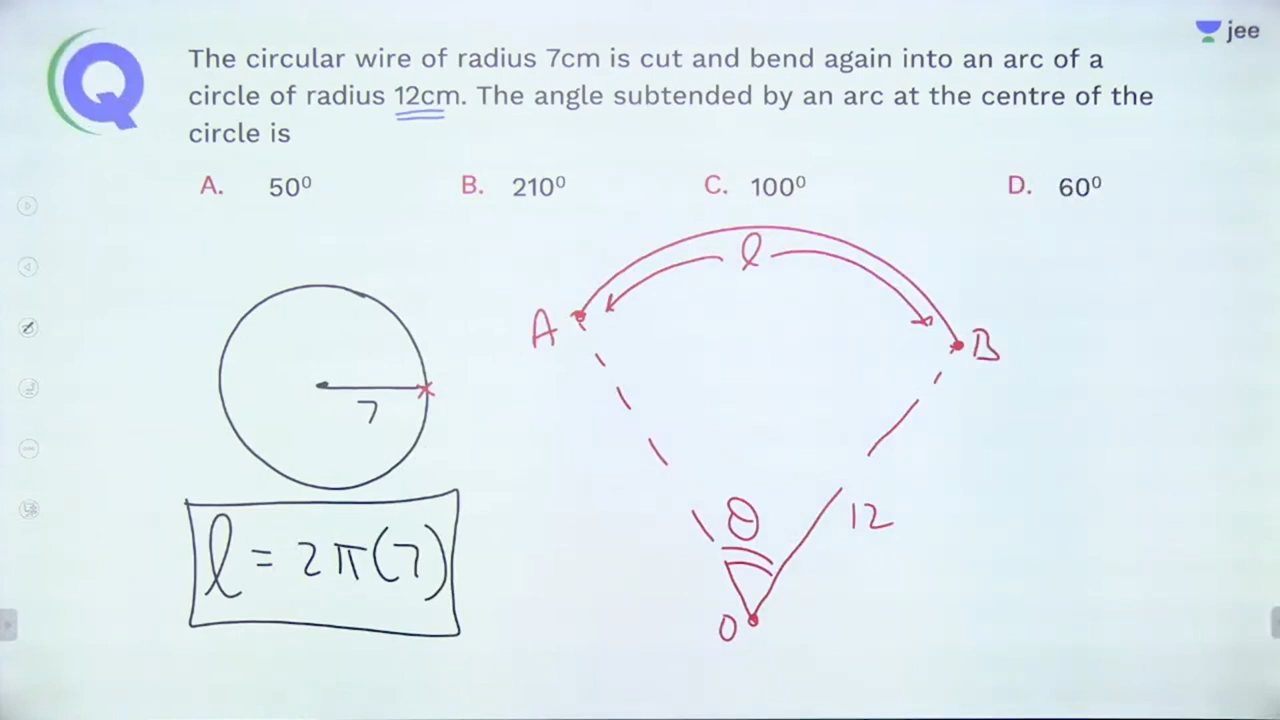 Q
jee
The circular wire of radius 7cm is cut and bend again into an arc of a
circle of radius 12cm. The angle subtended by an arc at the centre of the
circle is
A. 50⁰
B. 210⁰
C. 100⁰
D. 60⁰
l
A
B
7
θ
12
l = 2π(7)
O